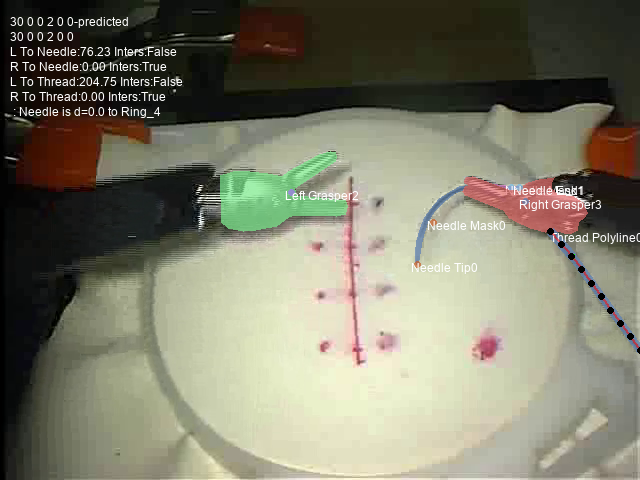 30 0 0 2 0 0-predicted
30 0 0 2 0 0
L To Needle:76.23 Inters:False
R To Needle:0.00 Inters:True
L To Thread:204.75 Inters:False
R To Thread:0.00 Inters:True
: Needle is d=0.0 to Ring_4
Left Grasper2
Right Grasper3
Needle Mask0
Thread Polyline0
Needle Tip0